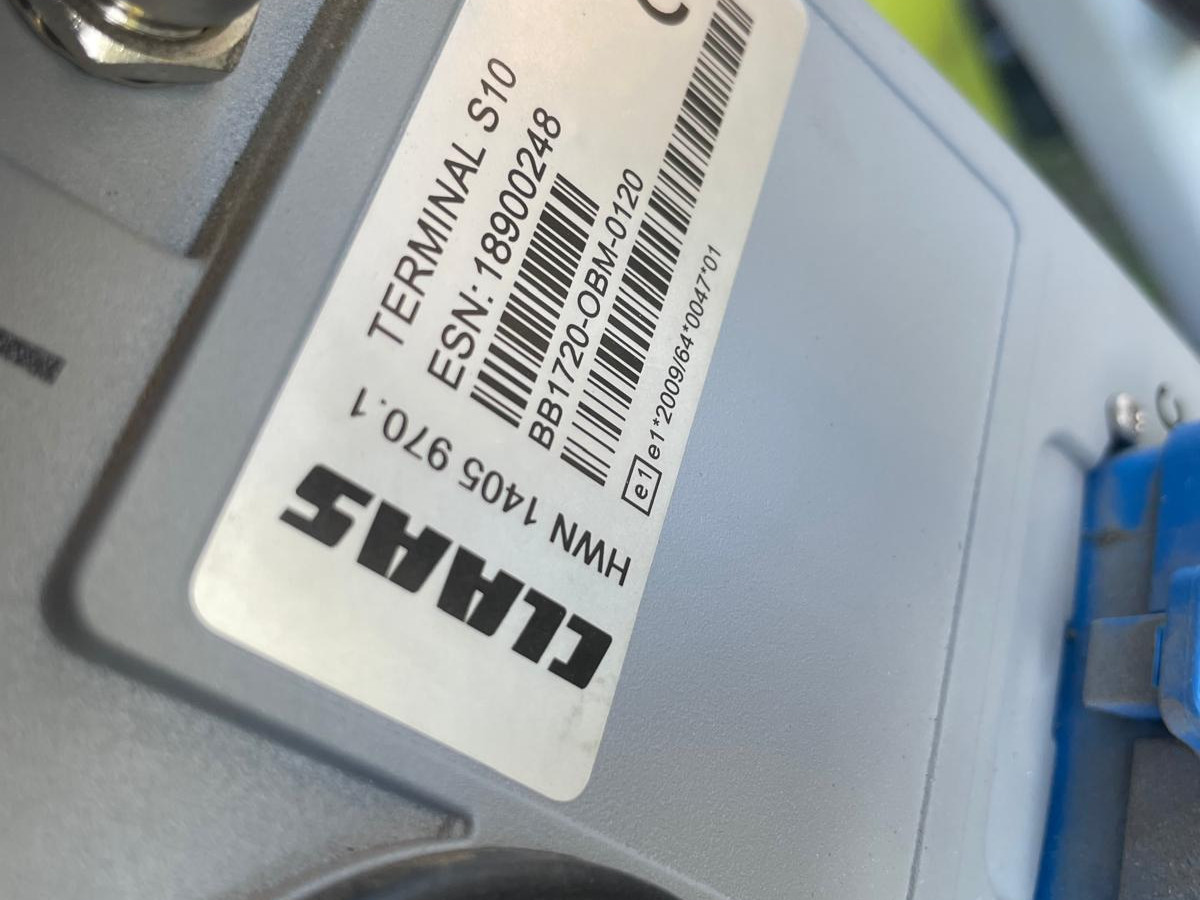 CLAAS
HWN 1405 970.1
TERMINAL S10
ESN: 18900248
BB1720-OBM-0120
e1 e1*2009/64*0047*01